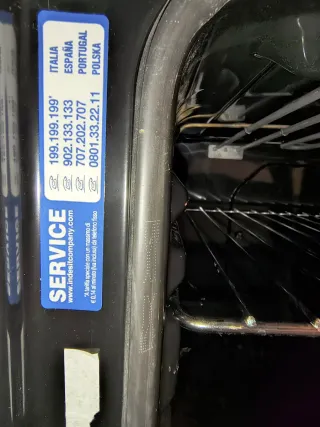 SERVICE
www.indesitcompany.com
199.199.199* ITALIA
902.133.133 ESPAÑA
707.202.707 PORTUGAL
0801.33.22.11 POLSKA